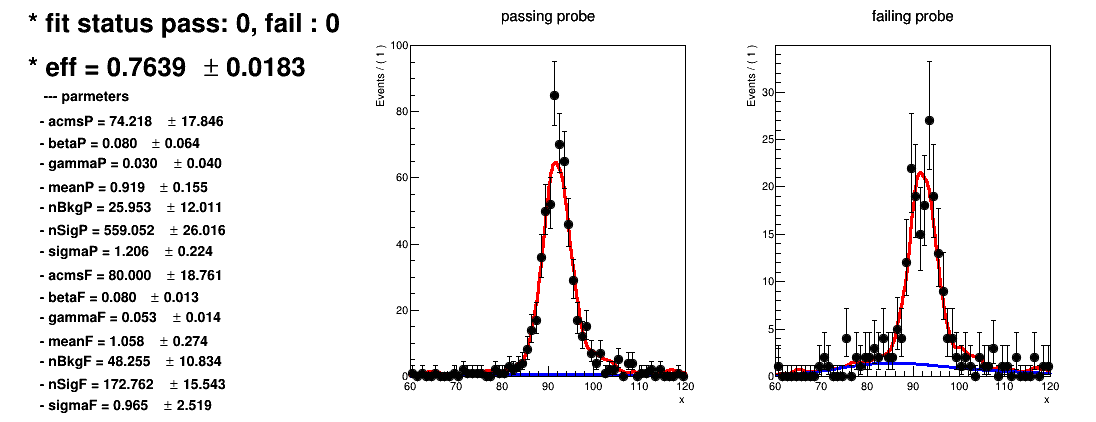 * fit status pass: 0, fail : 0
* eff = 0.7639 ± 0.0183
--- parmeters
- acmsP = 74.218 ± 17.846
- betaP = 0.080 ± 0.064
- gammaP = 0.030 ± 0.040
- meanP = 0.919 ± 0.155
- nBkgP = 25.953 ± 12.011
- nSigP = 559.052 ± 26.016
- sigmaP = 1.206 ± 0.224
- acmsF = 80.000 ± 18.761
- betaF = 0.080 ± 0.013
- gammaF = 0.053 ± 0.014
- meanF = 1.058 ± 0.274
- nBkgF = 48.255 ± 10.834
- nSigF = 172.762 ± 15.543
- sigmaF = 0.965 ± 2.519
passing probe
Events / ( 1 )
100
80
60
40
20
0
60 70 80 90 100 110 120
x
failing probe
Events / ( 1 )
30
25
20
15
10
5
0
60 70 80 90 100 110 120
x